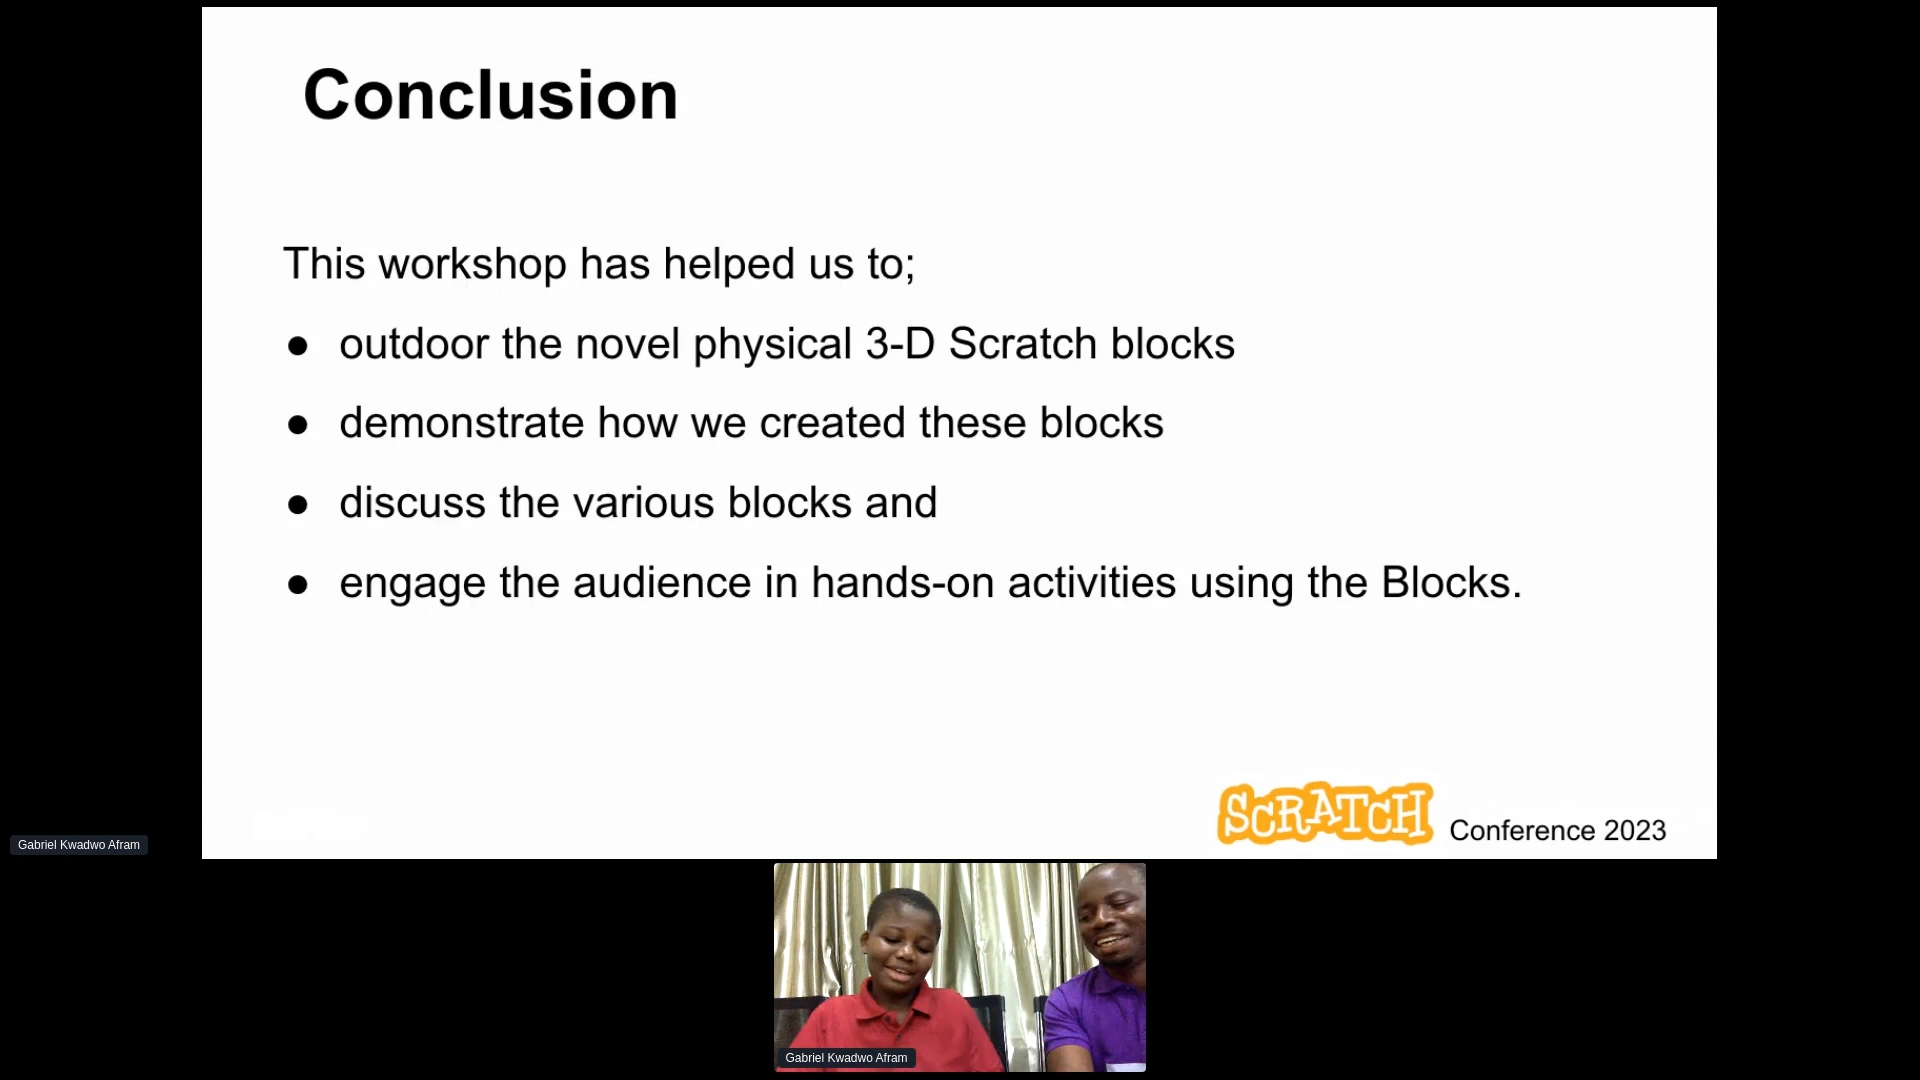 Conclusion
This workshop has helped us to;
● outdoor the novel physical 3-D Scratch blocks
● demonstrate how we created these blocks
● discuss the various blocks and
● engage the audience in hands-on activities using the Blocks.
SCRATCH Conference 2023
Gabriel Kwadwo Afram
Gabriel Kwadwo Afram